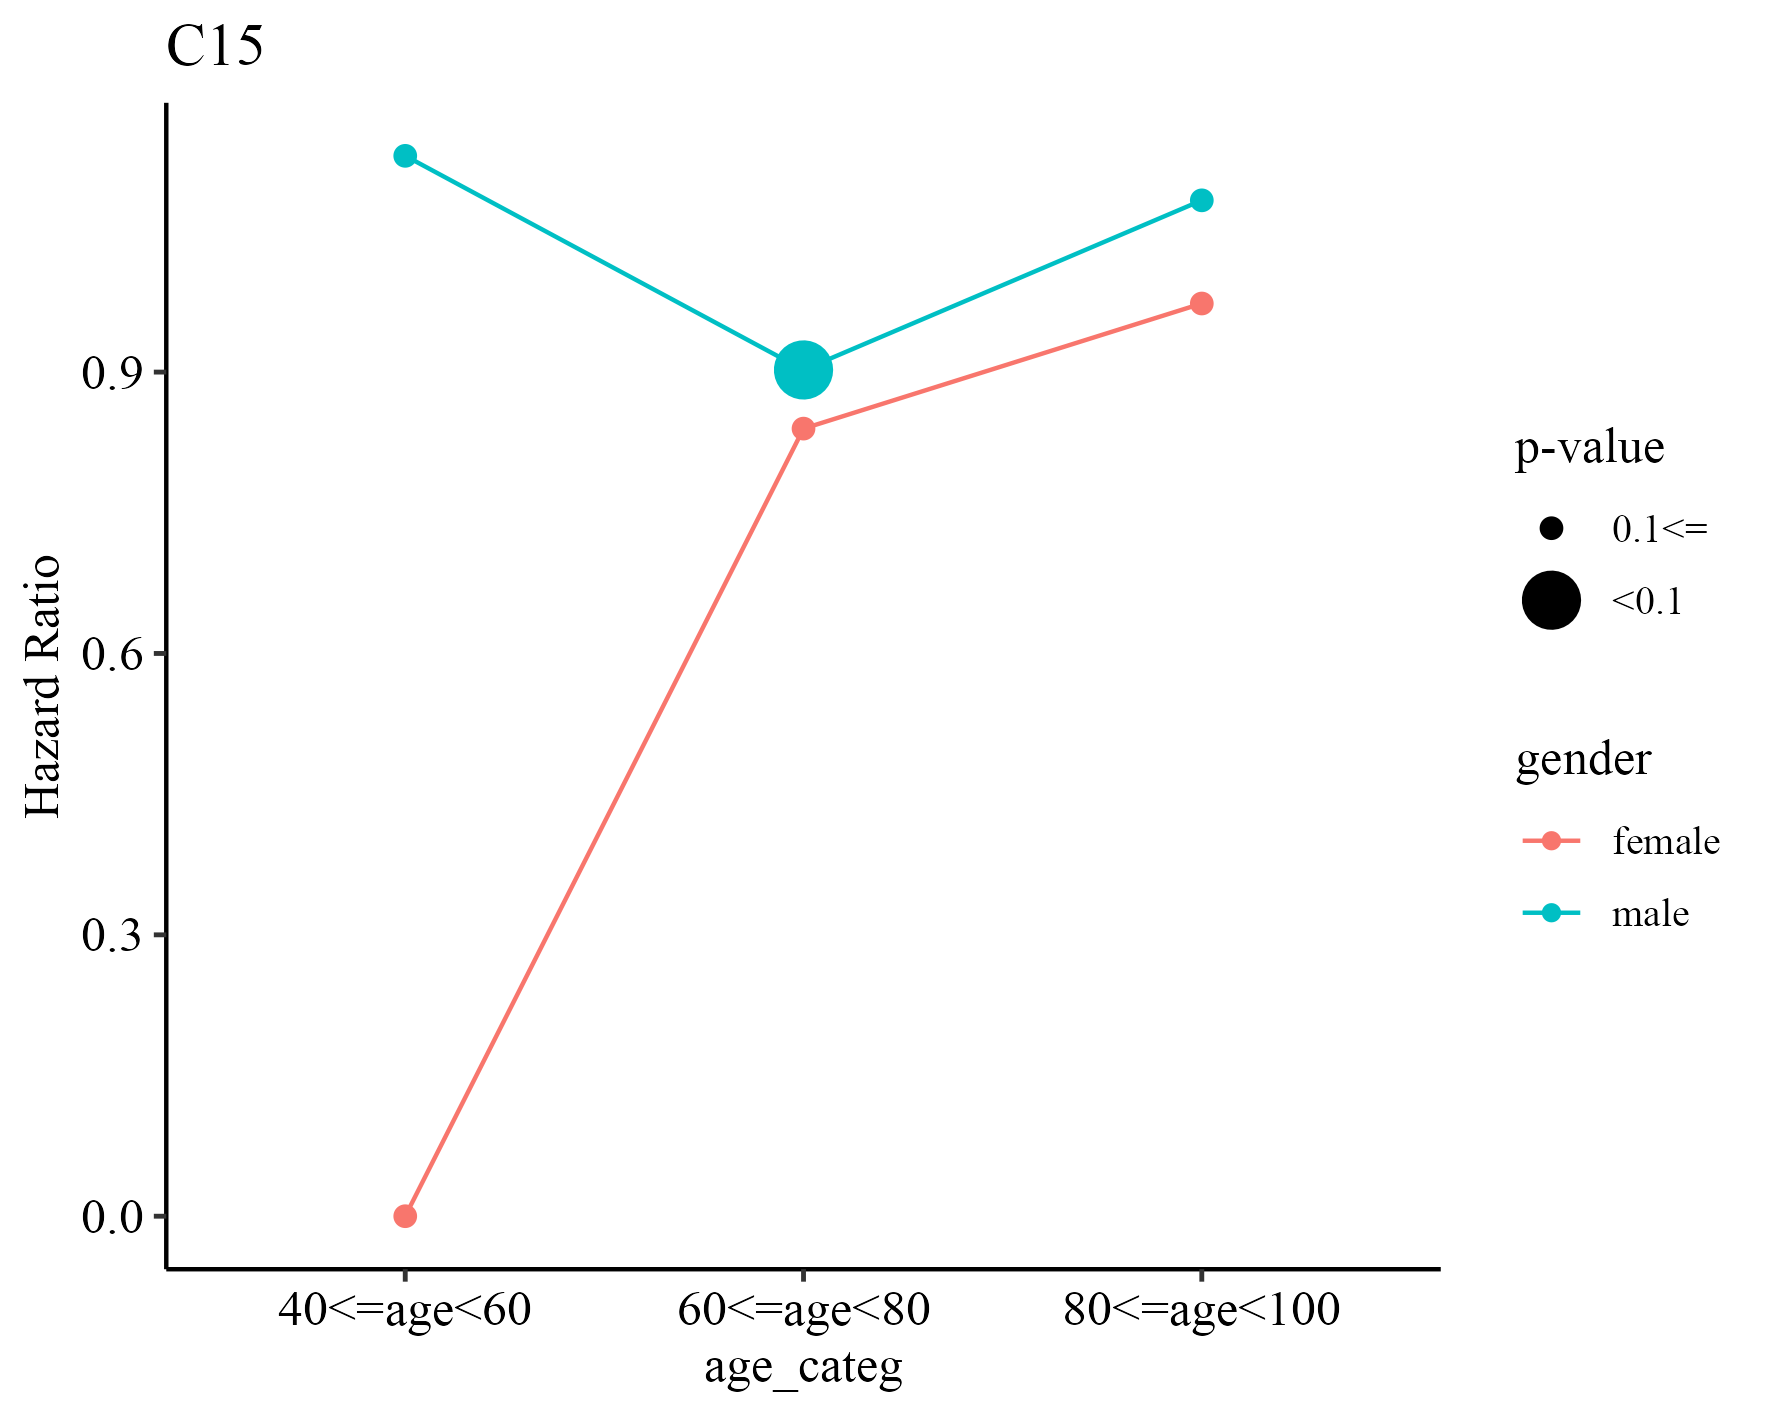 C15
Hazard Ratio
0.9
0.6
0.3
0.0
40<=age<60
60<=age<80
80<=age<100
age_categ
p-value
0.1<=
<0.1
gender
female
male